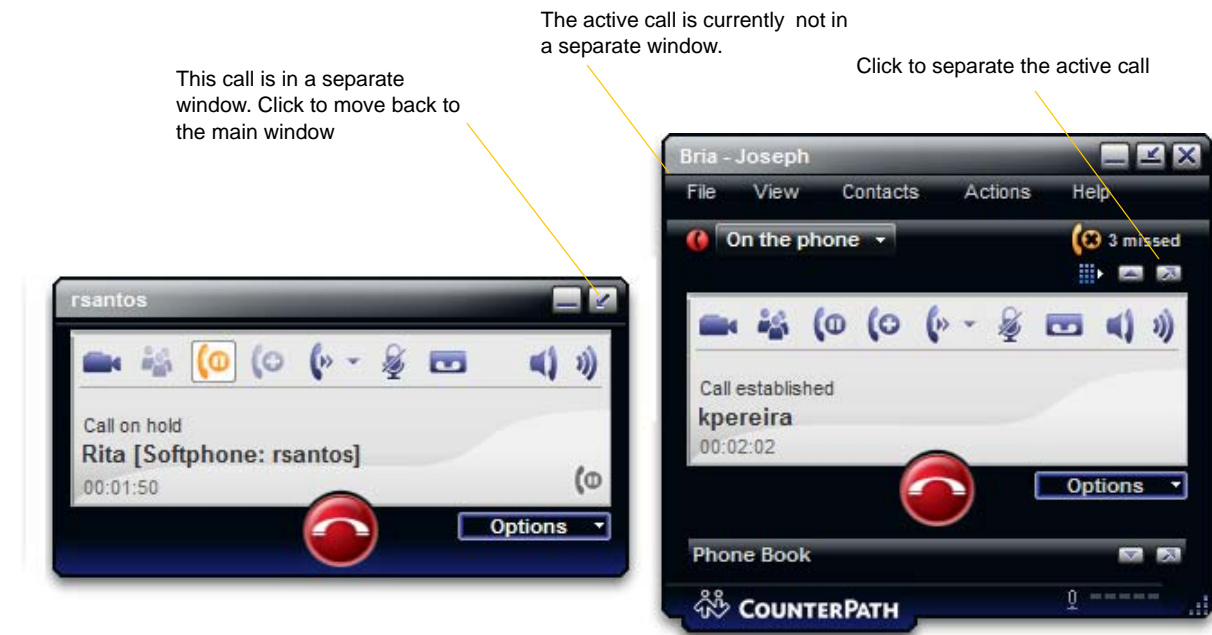 The active call is currently not in
a separate window.
Click to separate the active call
This call is in a separate
window. Click to move back to
the main window
Bria - Joseph
File View Contacts Actions Help
On the phone
3 missed
Call established
kpereira
00:02:02
Options
Phone Book
COUNTERPATH
rsantos
Call on hold
Rita [Softphone: rsantos]
00:01:50
Options